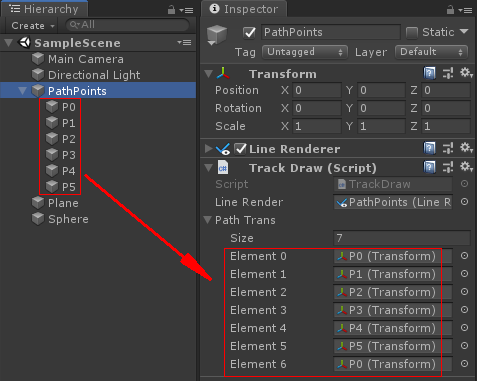 Hierarchy
Create
All
SampleScene
Main Camera
Directional Light
PathPoints
P0
P1
P2
P3
P4
P5
Plane
Sphere
Inspector
PathPoints
Static
Tag Untagged Layer Default
Transform
Position X 0 Y 0 Z 0
Rotation X 0 Y 0 Z 0
Scale X 1 Y 1 Z 1
Line Renderer
Track Draw (Script)
Script TrackDraw
Line Render PathPoints (Line R
Path Trans
Size 7
Element 0 P0 (Transform)
Element 1 P1 (Transform)
Element 2 P2 (Transform)
Element 3 P3 (Transform)
Element 4 P4 (Transform)
Element 5 P5 (Transform)
Element 6 P0 (Transform)